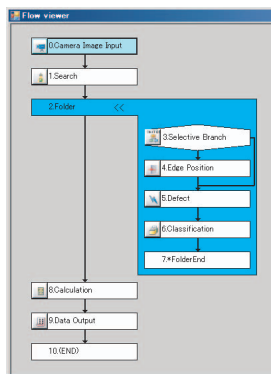 Flow viewer
0.Camera Image Input
1.Search
2.Folder <<
3.Selective Branch
4.Edge Position
5.Defect
6.Classification
7.*FolderEnd
8.Calculation
9.Data Output
10.(END)